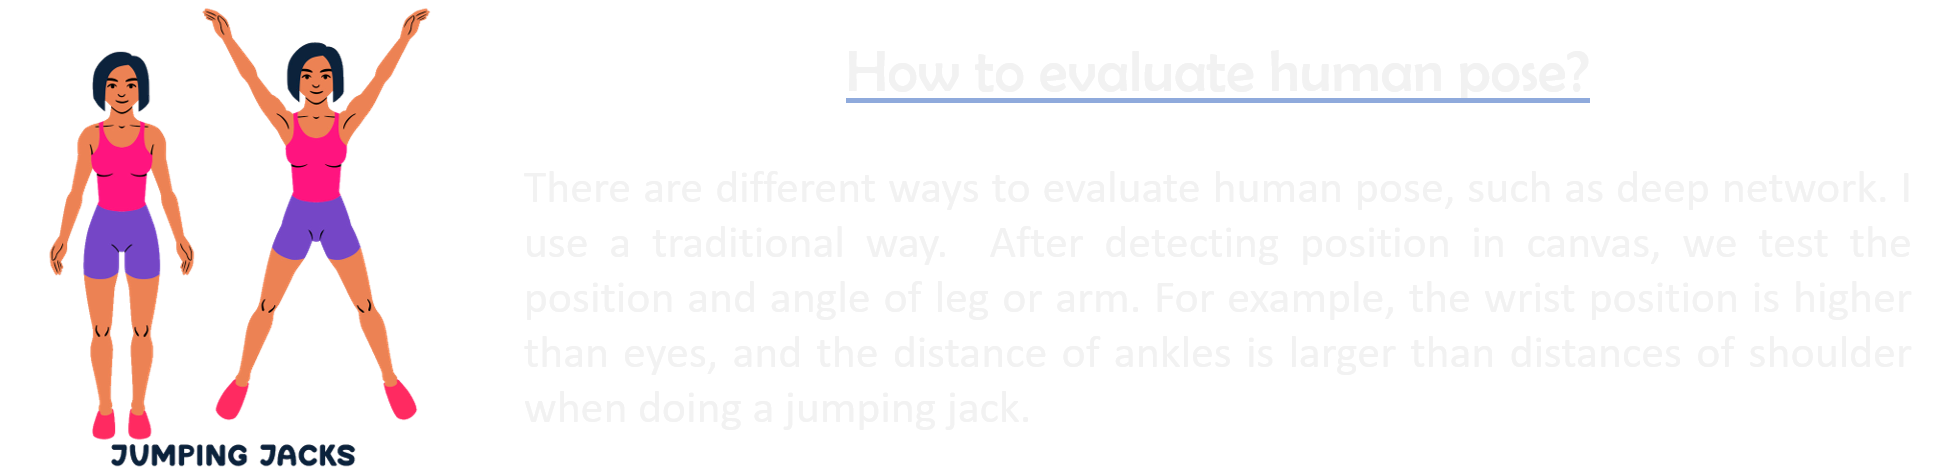 How to evaluate human pose?
There are different ways to evaluate human pose, such as deep network. I
use a traditional way. After detecting position in canvas, we test the
position and angle of leg or arm. For example, the wrist position is higher
than eyes, and the distance of ankles is larger than distances of shoulder
when doing a jumping jack.
JUMPING JACKS